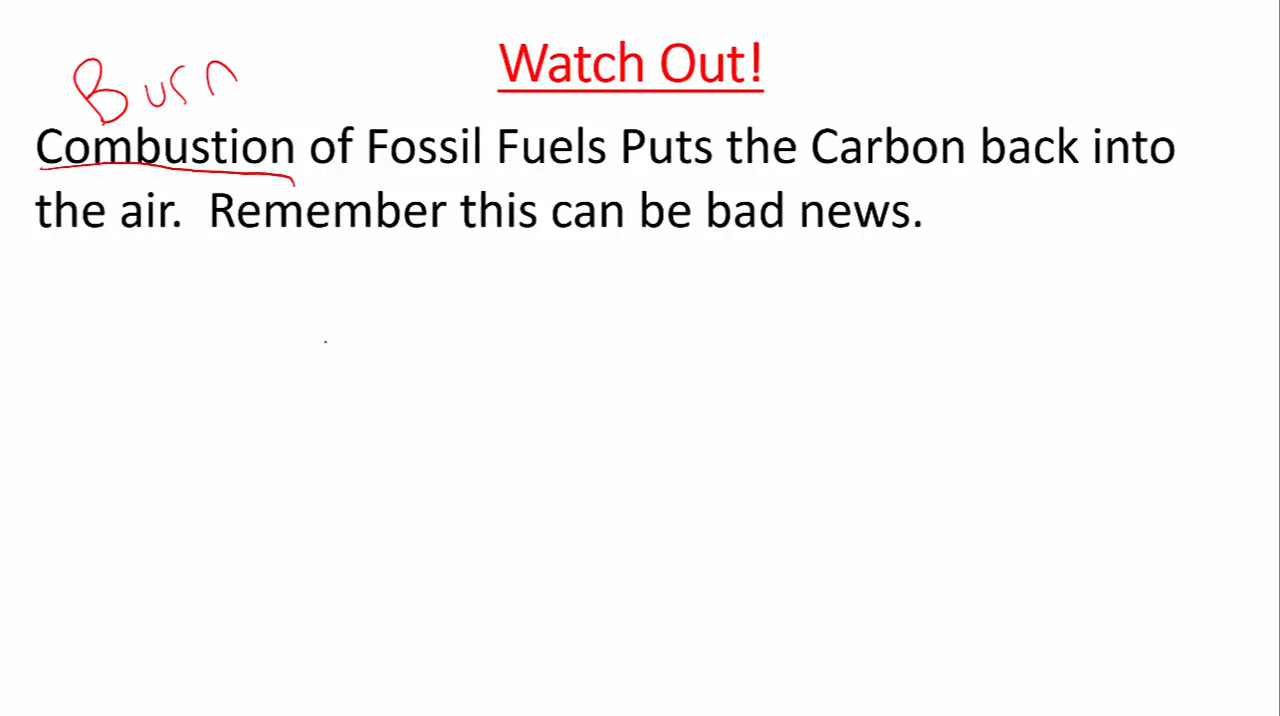 Watch Out!
Burn
Combustion of Fossil Fuels Puts the Carbon back into
the air.  Remember this can be bad news.